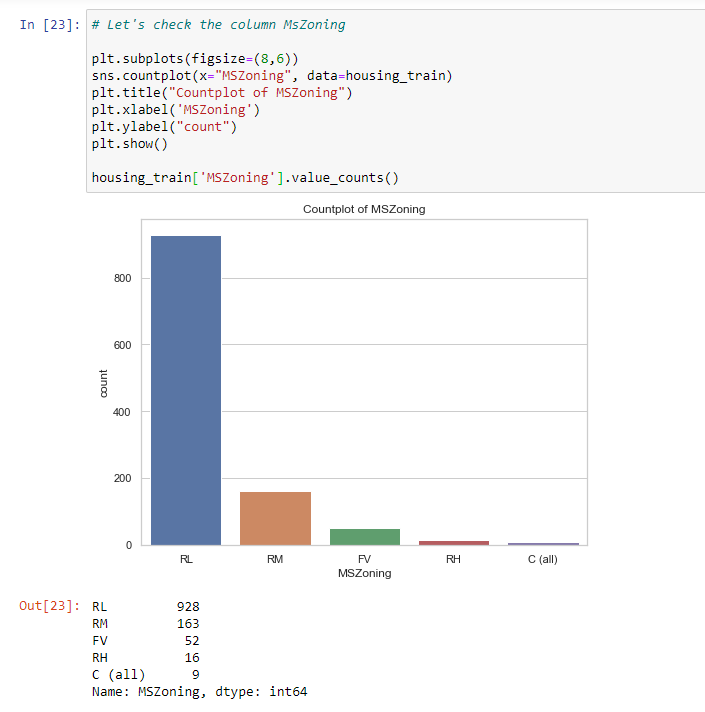 In [23]: # Let's check the column MsZoning
plt.subplots(figsize=(8,6))
sns.countplot(x="MSZoning", data=housing_train)
plt.title("Countplot of MSZoning")
plt.xlabel('MSZoning')
plt.ylabel("count")
plt.show()
housing_train['MSZoning'].value_counts()
Countplot of MSZoning
800
600
400
200
0
count
RL RM FV RH C (all)
MSZoning
Out[23]: RL 928
RM 163
FV 52
RH 16
C (all) 9
Name: MSZoning, dtype: int64